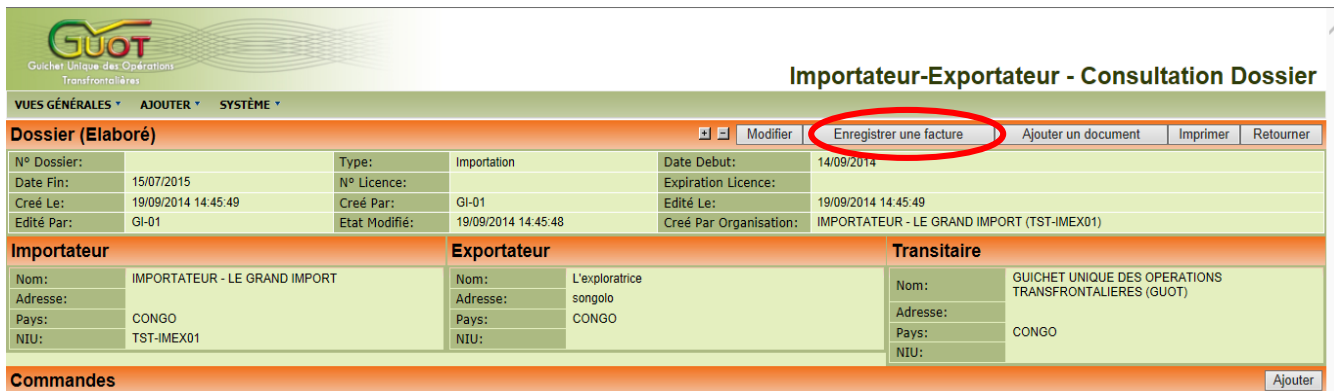 GUOT
Guichet Unique des Opérations
Transfrontalières
Importateur-Exportateur - Consultation Dossier
VUES GÉNÉRALES AJOUTER SYSTÈME
Dossier (Elaboré) + - Modifier Enregistrer une facture Ajouter un document Imprimer Retourner
N° Dossier: Type: Importation Date Debut: 14/09/2014
Date Fin: 15/07/2015 N° Licence: Expiration Licence:
Creé Le: 19/09/2014 14:45:49 Creé Par: GI-01 Edité Le: 19/09/2014 14:45:49
Edité Par: GI-01 Etat Modifié: 19/09/2014 14:45:48 Creé Par Organisation: IMPORTATEUR - LE GRAND IMPORT (TST-IMEX01)
Importateur
Nom: IMPORTATEUR - LE GRAND IMPORT
Adresse:
Pays: CONGO
NIU: TST-IMEX01
Exportateur
Nom: L'exploratrice
Adresse: songolo
Pays: CONGO
NIU:
Transitaire
Nom: GUICHET UNIQUE DES OPERATIONS
TRANSFRONTALIERES (GUOT)
Adresse:
Pays: CONGO
NIU:
Commandes Ajouter